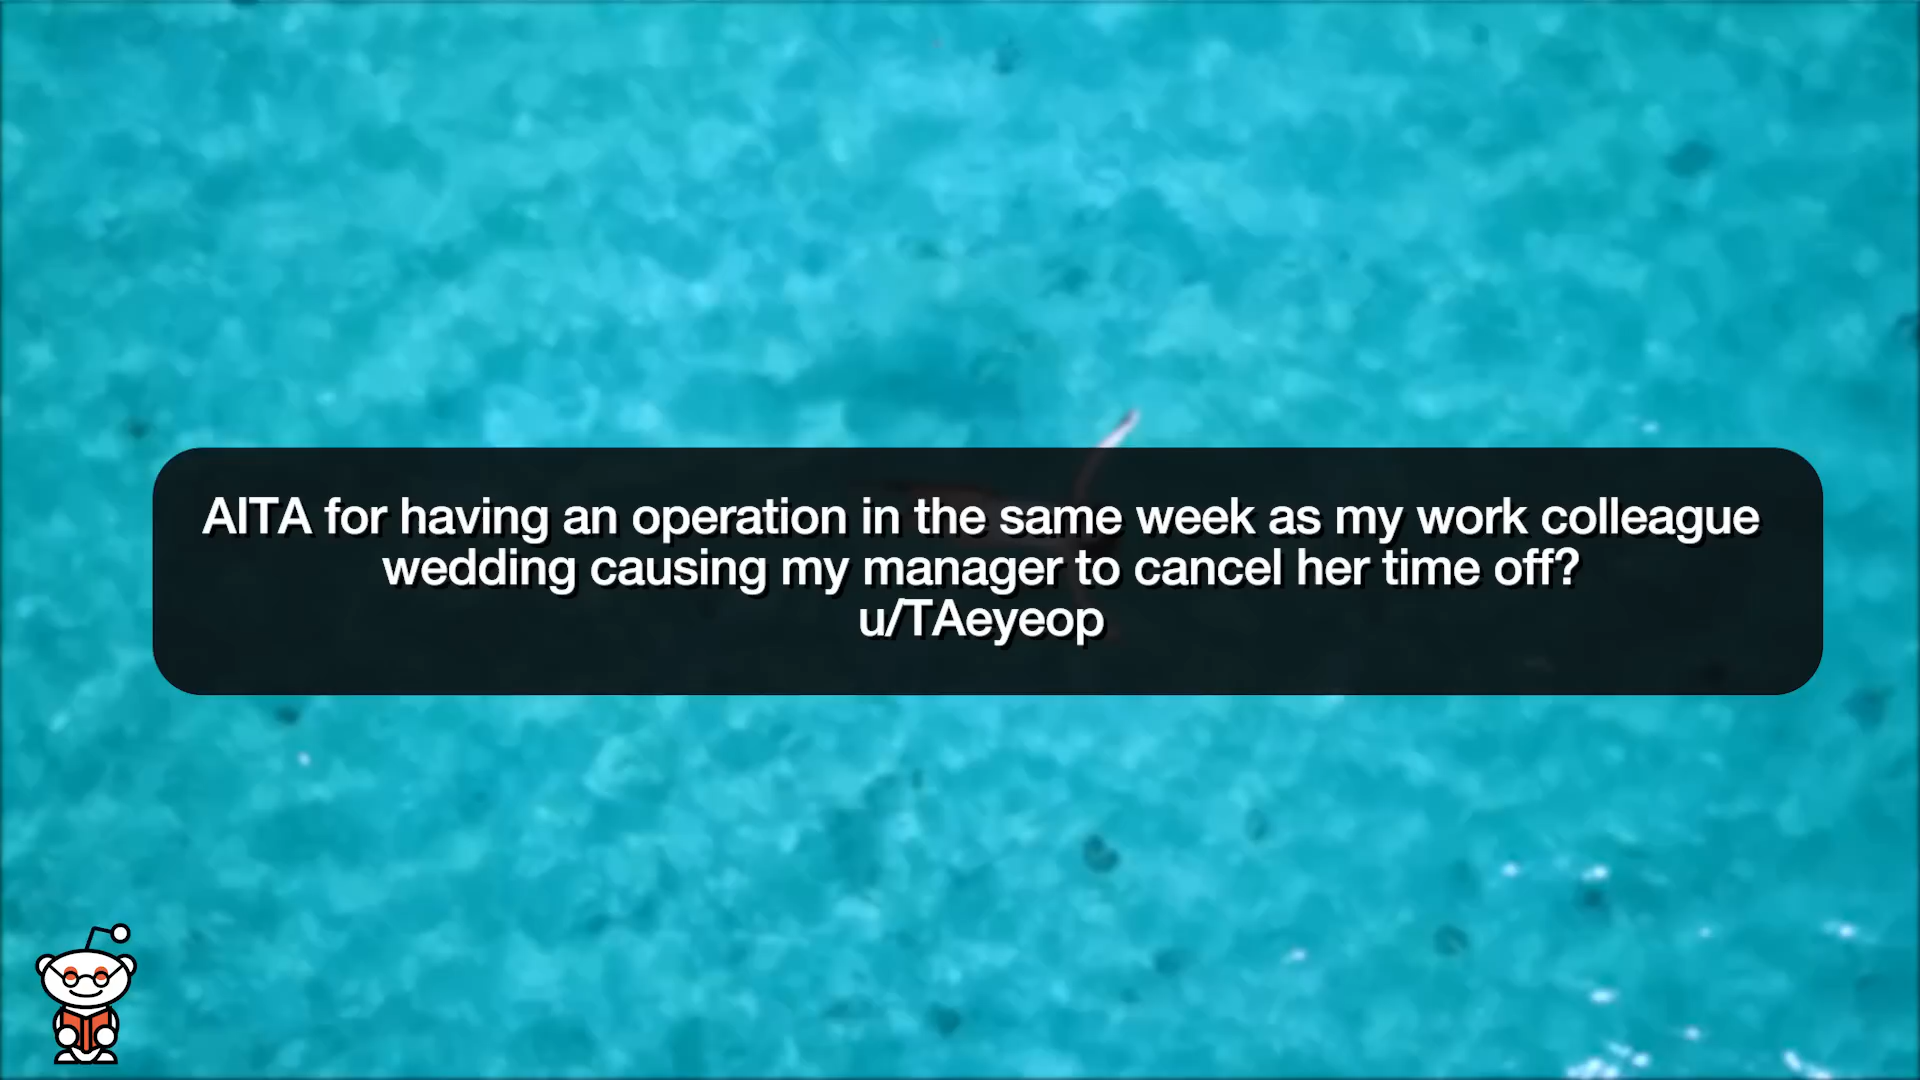 AITA for having an operation in the same week as my work colleague
wedding causing my manager to cancel her time off?
u/TAeyeop